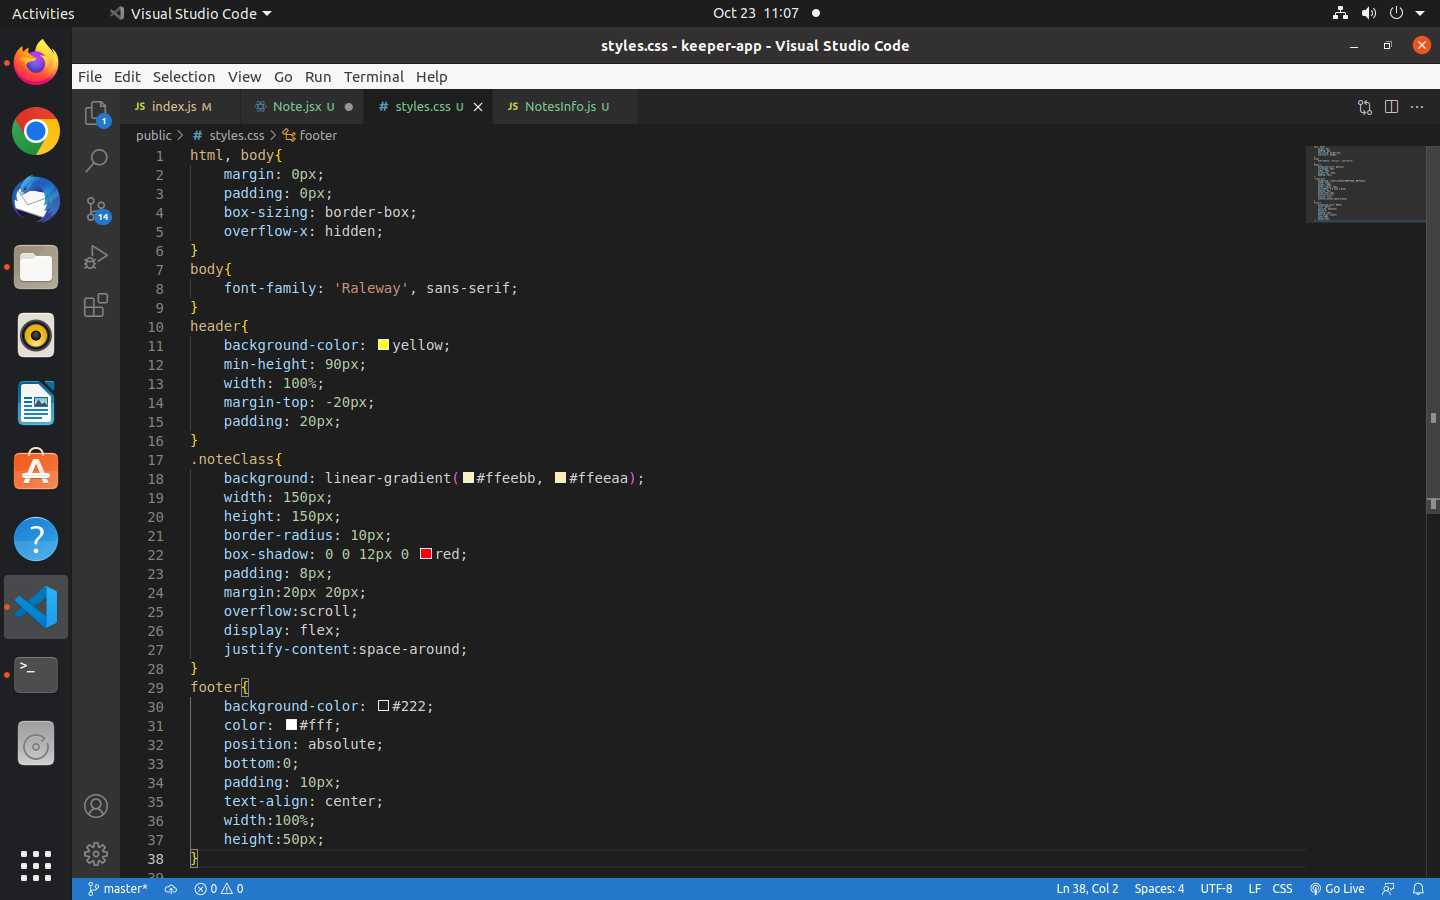 Activities
Visual Studio Code
Oct 23 11:07
styles.css - keeper-app - Visual Studio Code
File Edit Selection View Go Run Terminal Help
JS index.js M
Note.jsx U
# styles.css U
JS NotesInfo.js U
public > # styles.css > footer
1 html, body{
2 margin: 0px;
3 padding: 0px;
4 box-sizing: border-box;
5 overflow-x: hidden;
6 }
7 body{
8 font-family: 'Raleway', sans-serif;
9 }
10 header{
11 background-color: yellow;
12 min-height: 90px;
13 width: 100%;
14 margin-top: -20px;
15 padding: 20px;
16 }
17 .noteClass{
18 background: linear-gradient(#ffeebb, #ffeeaa);
19 width: 150px;
20 height: 150px;
21 border-radius: 10px;
22 box-shadow: 0 0 12px 0 red;
23 padding: 8px;
24 margin:20px 20px;
25 overflow:scroll;
26 display: flex;
27 justify-content:space-around;
28 }
29 footer{
30 background-color: #222;
31 color: #fff;
32 position: absolute;
33 bottom:0;
34 padding: 10px;
35 text-align: center;
36 width:100%;
37 height:50px;
38 }
39
1
14
master*
0 0
Ln 38, Col 2
Spaces: 4
UTF-8
LF
CSS
Go Live